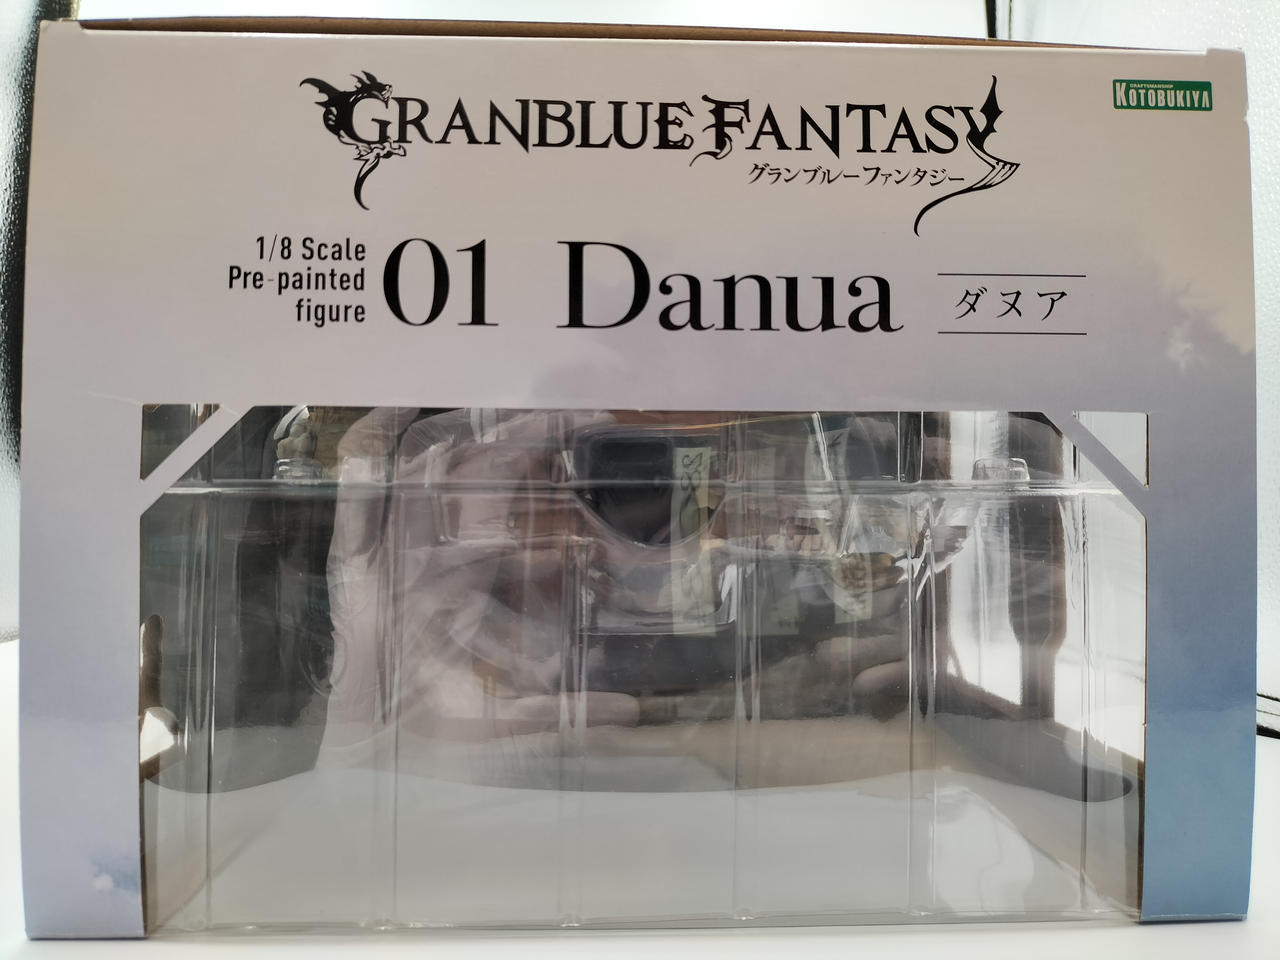 GRANBLUE FANTASY
グランブルーファンタジー
CRAFTSMANSHIP
KOTOBUKIYA
1/8 Scale
Pre-painted
figure
01 Danua
ダヌア